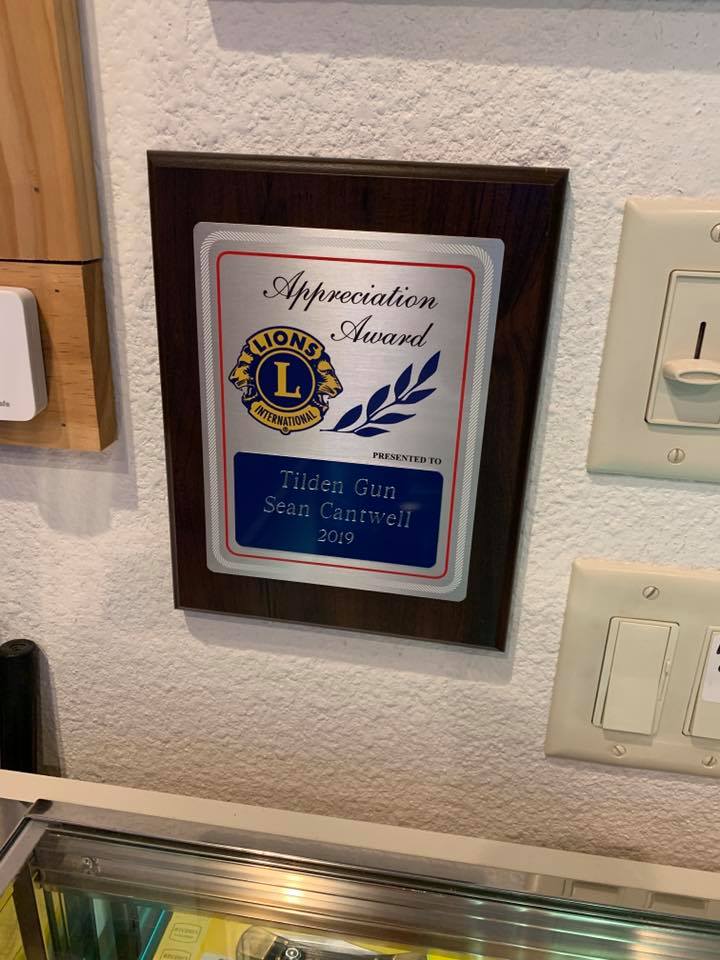 Appreciation
Award
LIONS
L
INTERNATIONAL
®
PRESENTED TO
Tilden Gun
Sean Cantwell
2019